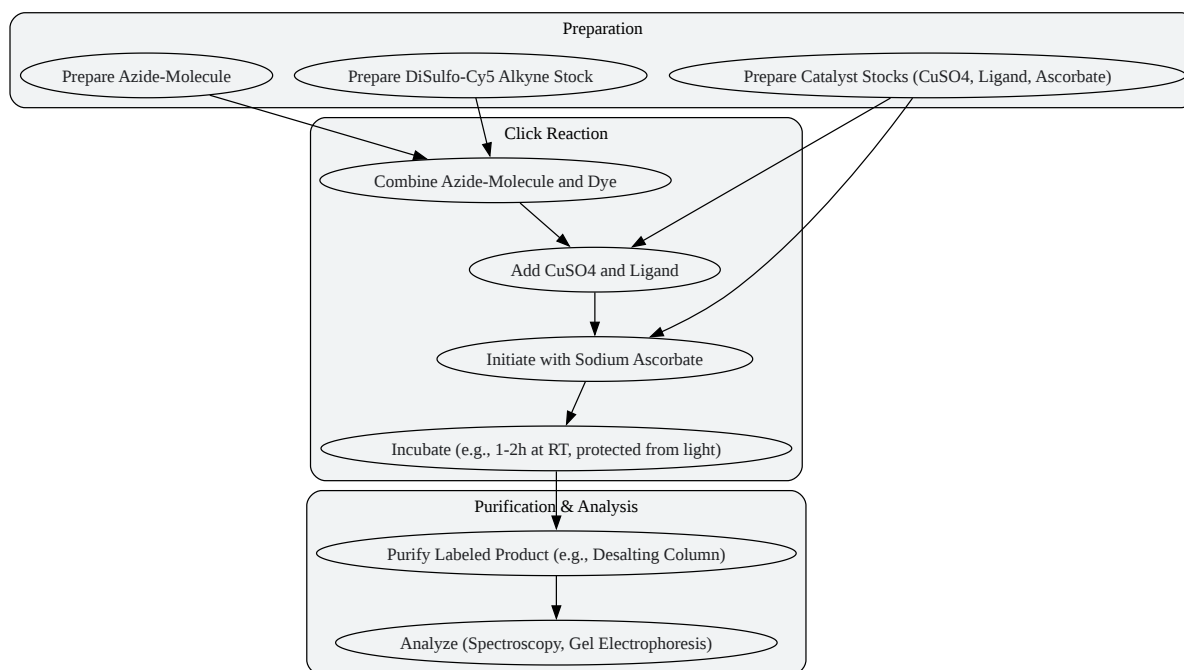 Preparation
Prepare Azide-Molecule
Prepare DiSulfo-Cy5 Alkyne Stock
Prepare Catalyst Stocks (CuSO4, Ligand, Ascorbate)
Click Reaction
Combine Azide-Molecule and Dye
Add CuSO4 and Ligand
Initiate with Sodium Ascorbate
Incubate (e.g., 1-2h at RT, protected from light)
Purification & Analysis
Purify Labeled Product (e.g., Desalting Column)
Analyze (Spectroscopy, Gel Electrophoresis)